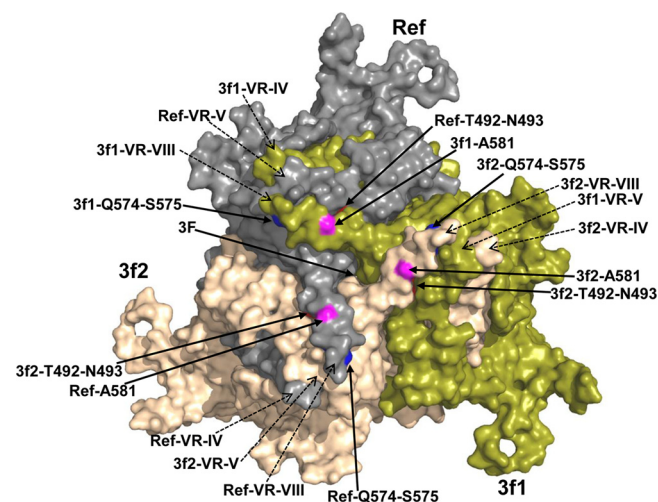 Ref
3f1-VR-IV
Ref-VR-V
Ref-T492-N493
3f1-A581
3f1-VR-VIII
3f2-Q574-S575
3f2-VR-VIII
3f1-VR-V
3f1-Q574-S575
3f2-VR-IV
3F
3f2
3f2-A581
3f2-T492-N493
3f2-T492-N493
Ref-A581
Ref-VR-IV
3f2-VR-V
Ref-VR-VIII
Ref-Q574-S575
3f1